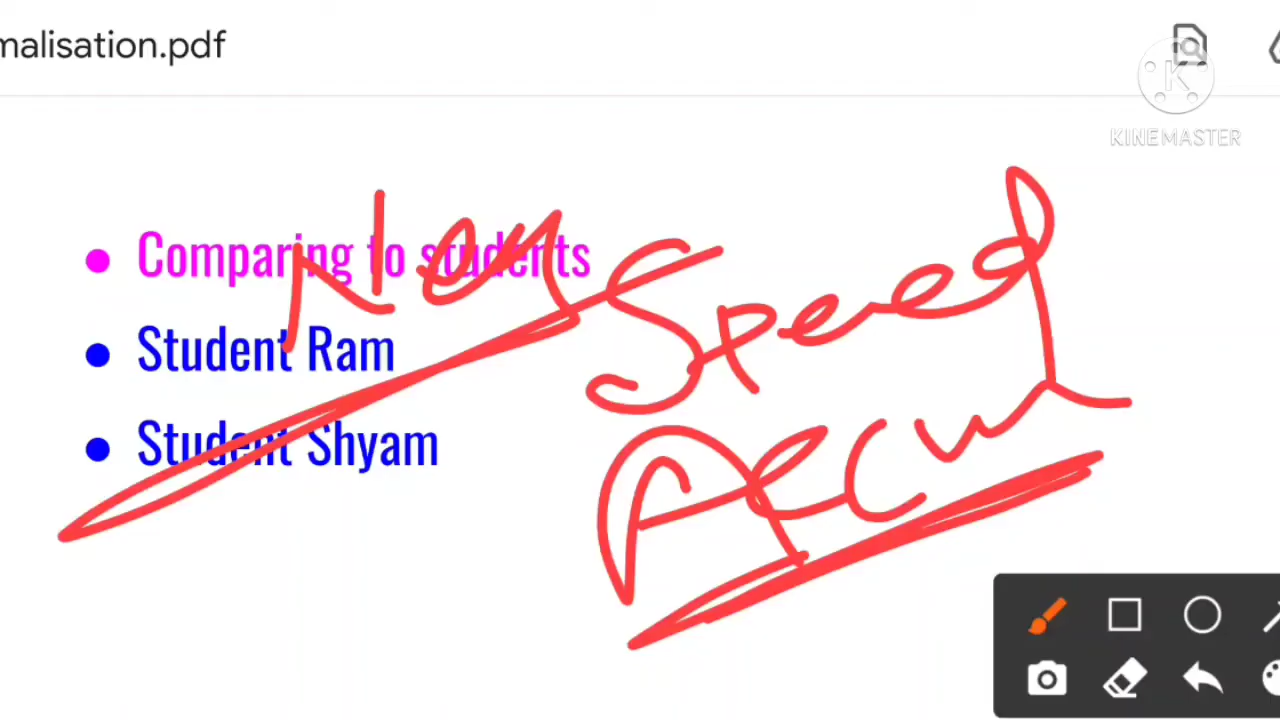 malisation.pdf
KINEMASTER
Comparing to students
Student Ram
Student Shyam
Speed